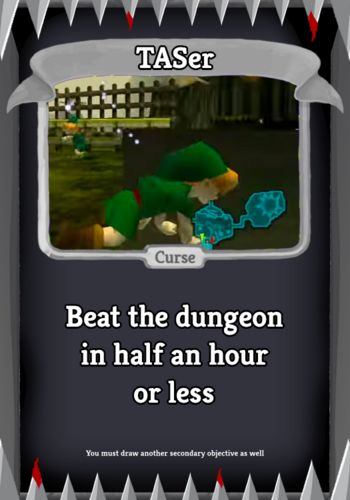 TASer
Curse
Beat the dungeon
in half an hour
or less
You must draw another secondary objective as well